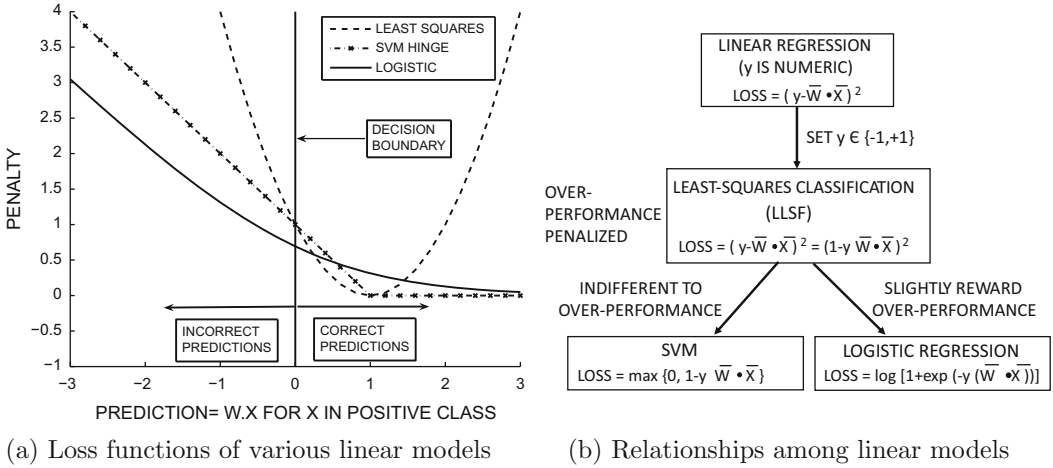 4
3.5
3
2.5
2
1.5
1
0.5
0
−0.5
−1
PENALTY
LEAST SQUARES
SVM HINGE
LOGISTIC
DECISION
BOUNDARY
INCORRECT
PREDICTIONS
CORRECT
PREDICTIONS
−3 −2 −1 0 1 2 3
PREDICTION= W.X FOR X IN POSITIVE CLASS
(a) Loss functions of various linear models
LINEAR REGRESSION
(y IS NUMERIC)
LOSS = ( y-W̅ •X̅ ) ²
SET y Є {-1,+1}
OVER-
PERFORMANCE
PENALIZED
LEAST-SQUARES CLASSIFICATION
(LLSF)
LOSS = ( y-W̅ •X̅ ) ² = (1-y W̅ •X̅ ) ²
INDIFFERENT TO
OVER-PERFORMANCE
SLIGHTLY REWARD
OVER-PERFORMANCE
SVM
LOSS = max {0, 1-y W̅ •X̅ }
LOGISTIC REGRESSION
LOSS = log [1+exp (-y (W̅ •X̅ ))]
(b) Relationships among linear models